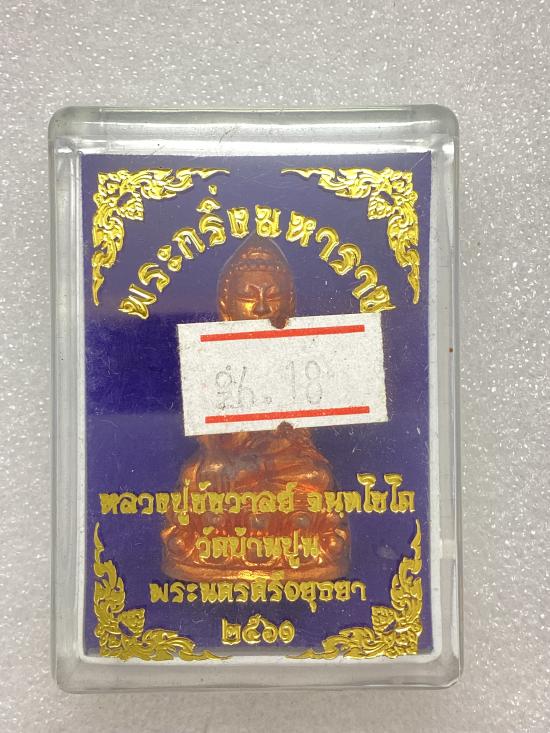 พระกริ่งมหาราช
18
หลวงปู่ชัชวาลย์ จนฺทโชโต
วัดบ้านปูน
พระนครศรีอยุธยา
๒๕๖๑